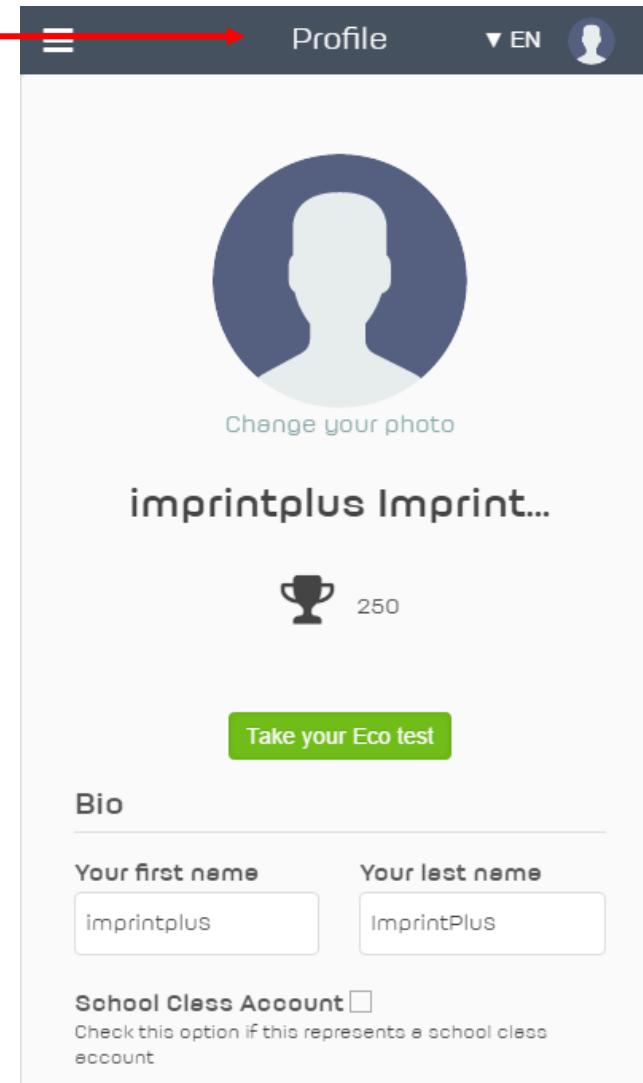 Profile ▼ EN
Change your photo
imprintplus Imprint...
250
Take your Eco test
Bio
Your first name Your last name
imprintplus ImprintPlus
School Class Account
Check this option if this represents a school class
account